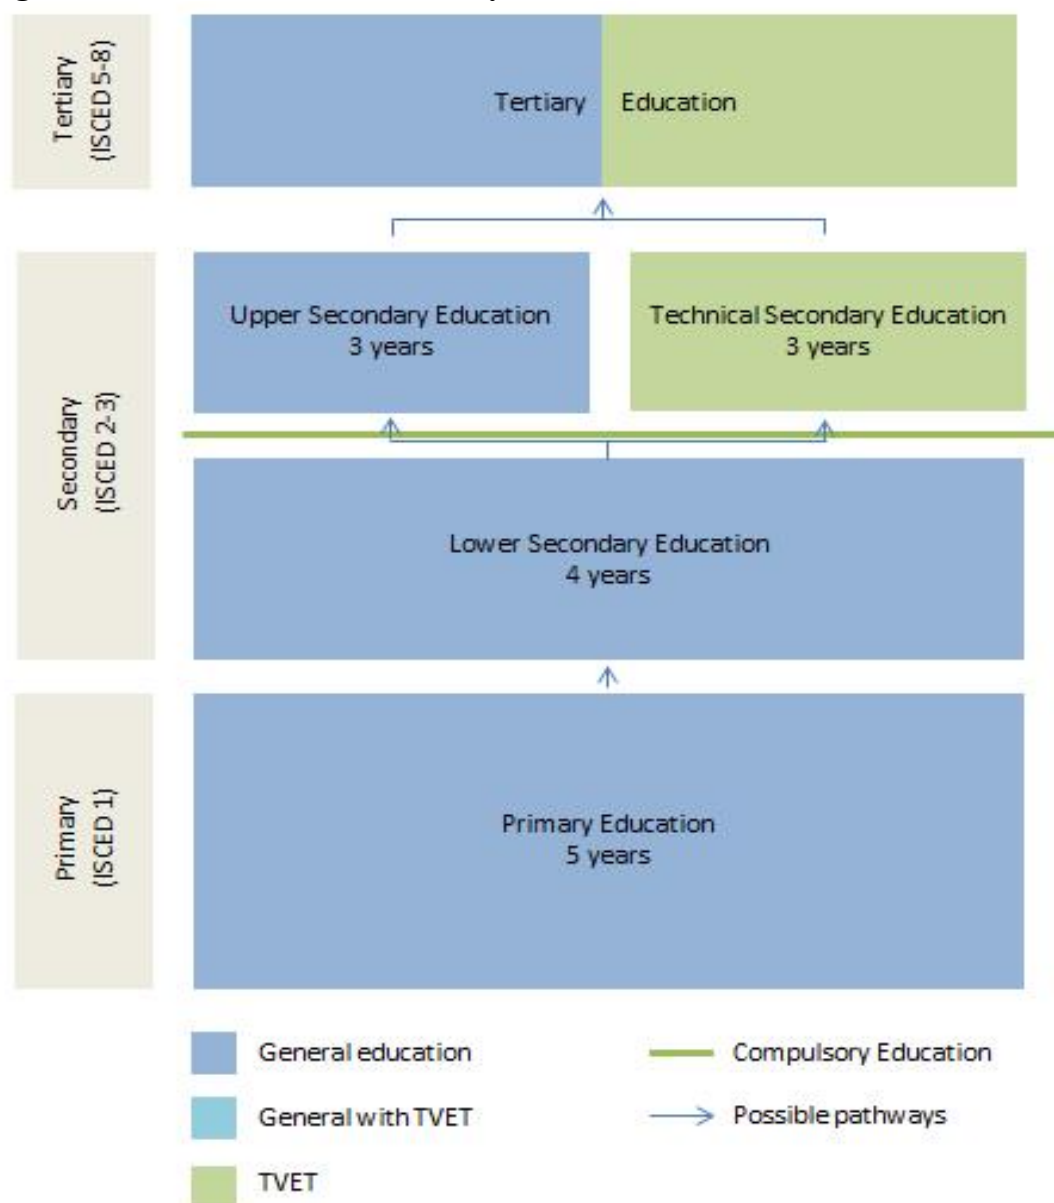 Tertiary
(ISCED 5-8)
Tertiary Education
Secondary
(ISCED 2-3)
Upper Secondary Education
3 years
Technical Secondary Education
3 years
Lower Secondary Education
4 years
Primary
(ISCED 1)
Primary Education
5 years
General education
Compulsory Education
General with TVET
Possible pathways
TVET